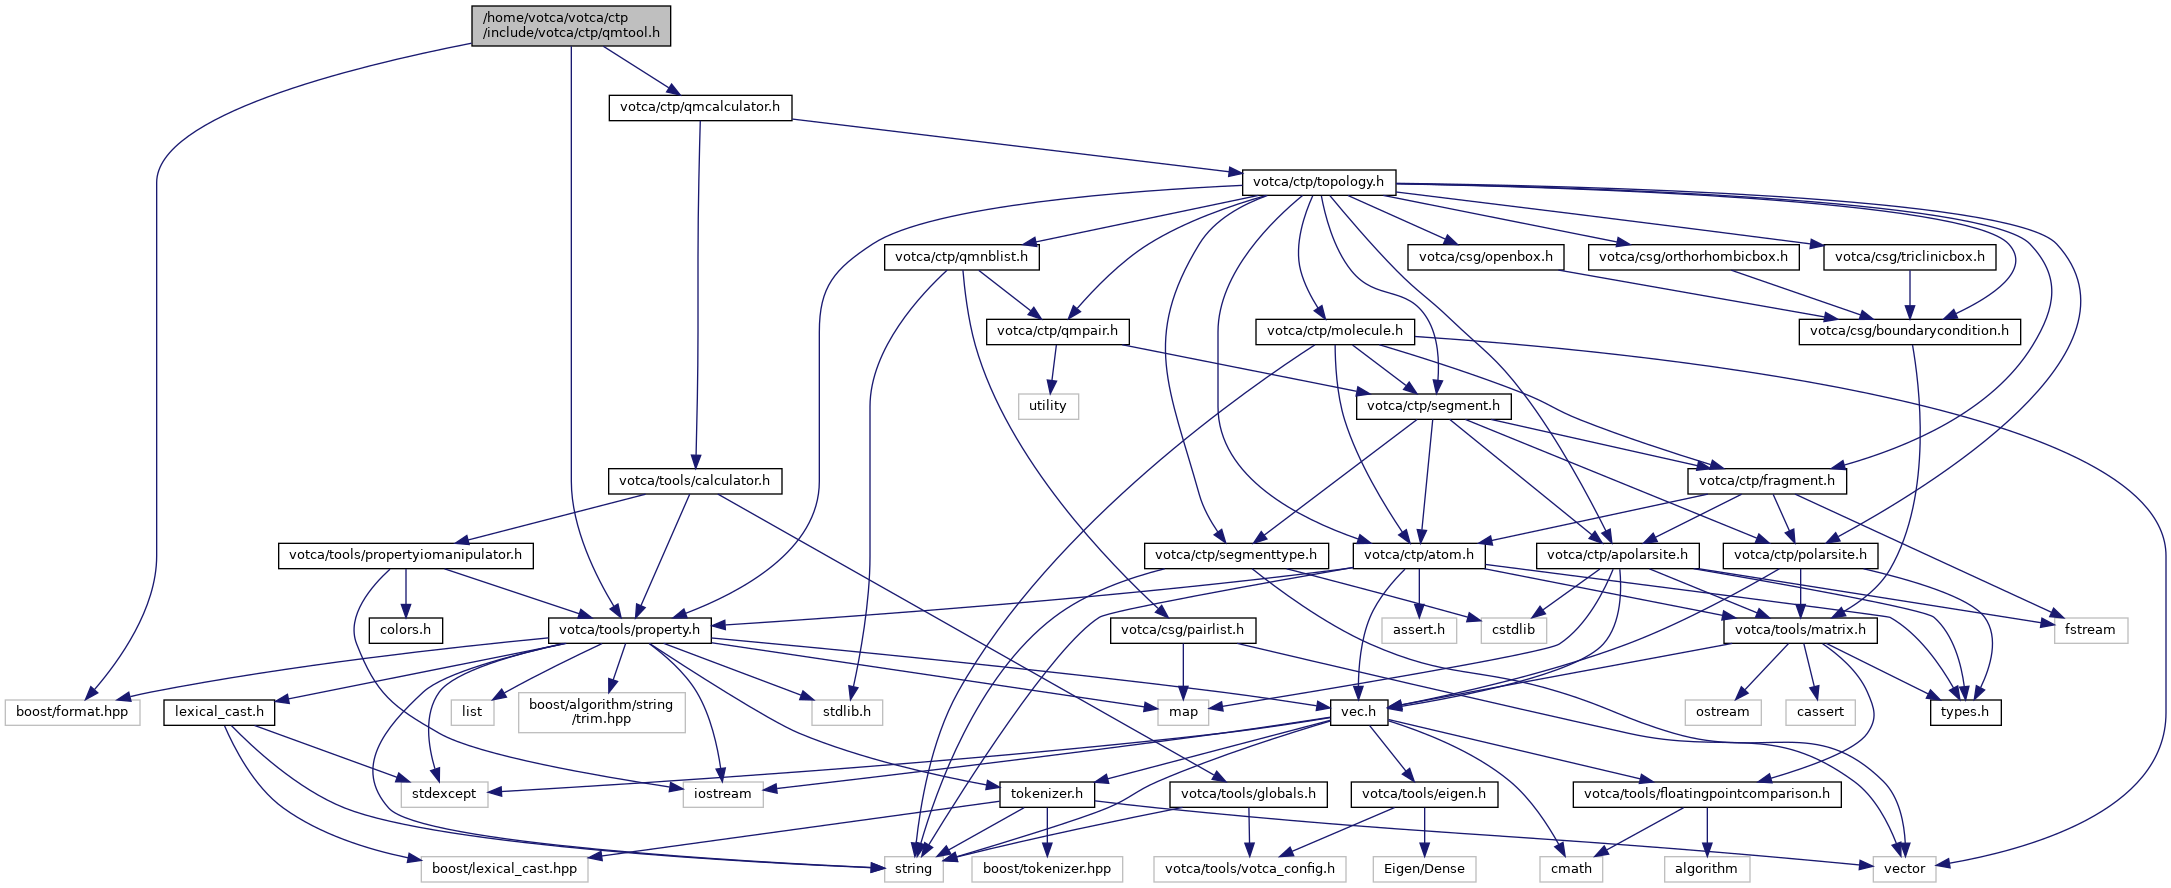 /home/votca/votca/ctp
/include/votca/ctp/qmtool.h
votca/ctp/qmcalculator.h
votca/ctp/topology.h
votca/ctp/qmnblist.h
votca/csg/openbox.h
votca/csg/orthorhombicbox.h
votca/csg/triclinicbox.h
votca/ctp/qmpair.h
votca/ctp/molecule.h
votca/csg/boundarycondition.h
utility
votca/ctp/segment.h
votca/tools/calculator.h
votca/ctp/fragment.h
votca/tools/propertyiomanipulator.h
votca/ctp/segmenttype.h
votca/ctp/atom.h
votca/ctp/apolarsite.h
votca/ctp/polarsite.h
colors.h
votca/tools/property.h
votca/csg/pairlist.h
assert.h
cstdlib
votca/tools/matrix.h
fstream
boost/format.hpp
lexical_cast.h
list
boost/algorithm/string
/trim.hpp
stdlib.h
map
vec.h
ostream
cassert
types.h
stdexcept
iostream
tokenizer.h
votca/tools/globals.h
votca/tools/eigen.h
votca/tools/floatingpointcomparison.h
boost/lexical_cast.hpp
string
boost/tokenizer.hpp
votca/tools/votca_config.h
Eigen/Dense
cmath
algorithm
vector